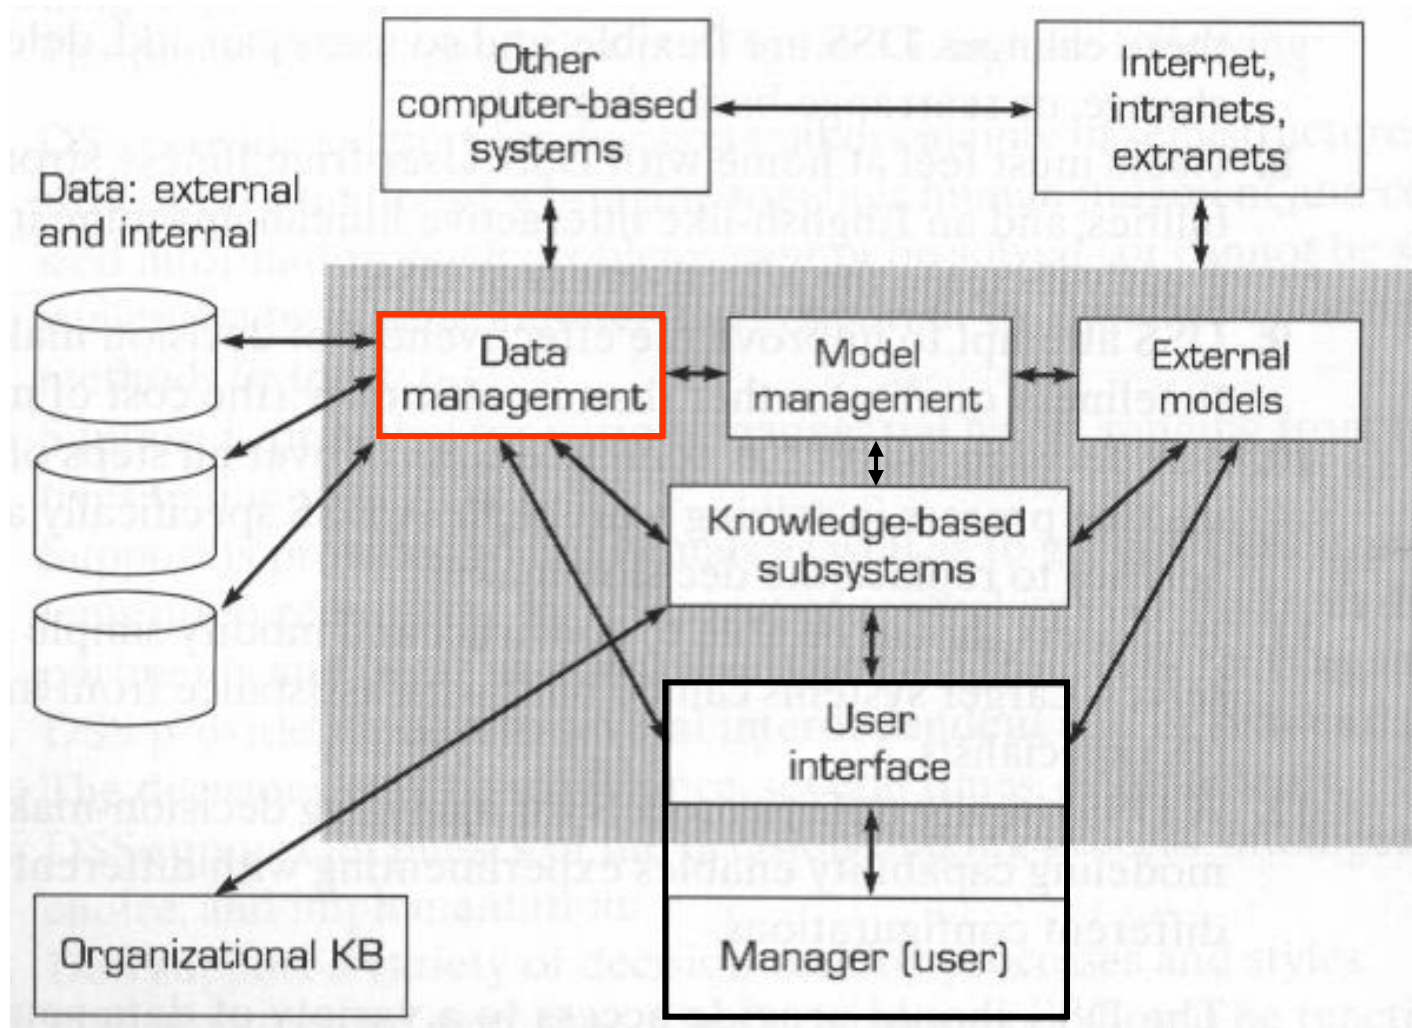 Other
computer-based
systems
Internet,
intranets,
extranets
Data: external
and internal
Data
management
Model
management
External
models
Knowledge-based
subsystems
User
interface
Organizational KB
Manager (user)